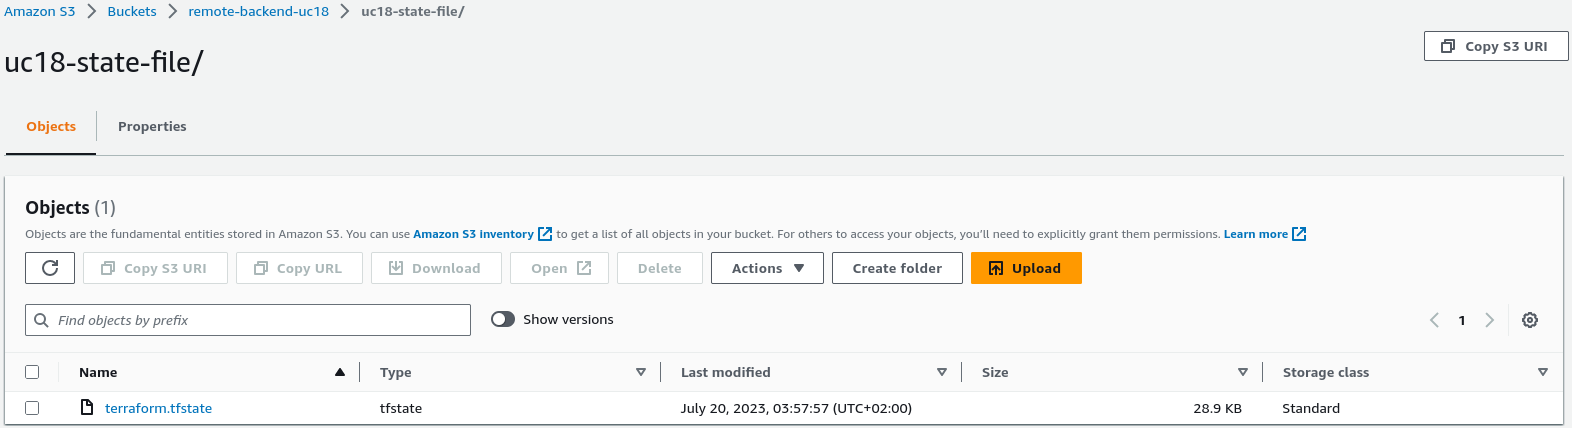 Amazon S3 > Buckets > remote-backend-uc18 > uc18-state-file/
uc18-state-file/
Copy S3 URI
Objects
Properties
Objects (1)
Objects are the fundamental entities stored in Amazon S3. You can use Amazon S3 inventory to get a list of all objects in your bucket. For others to access your objects, you’ll need to explicitly grant them permissions. Learn more
Copy S3 URI Copy URL Download Open Delete Actions Create folder Upload
Find objects by prefix Show versions 1
Name Type Last modified Size Storage class
terraform.tfstate tfstate July 20, 2023, 03:57:57 (UTC+02:00) 28.9 KB Standard